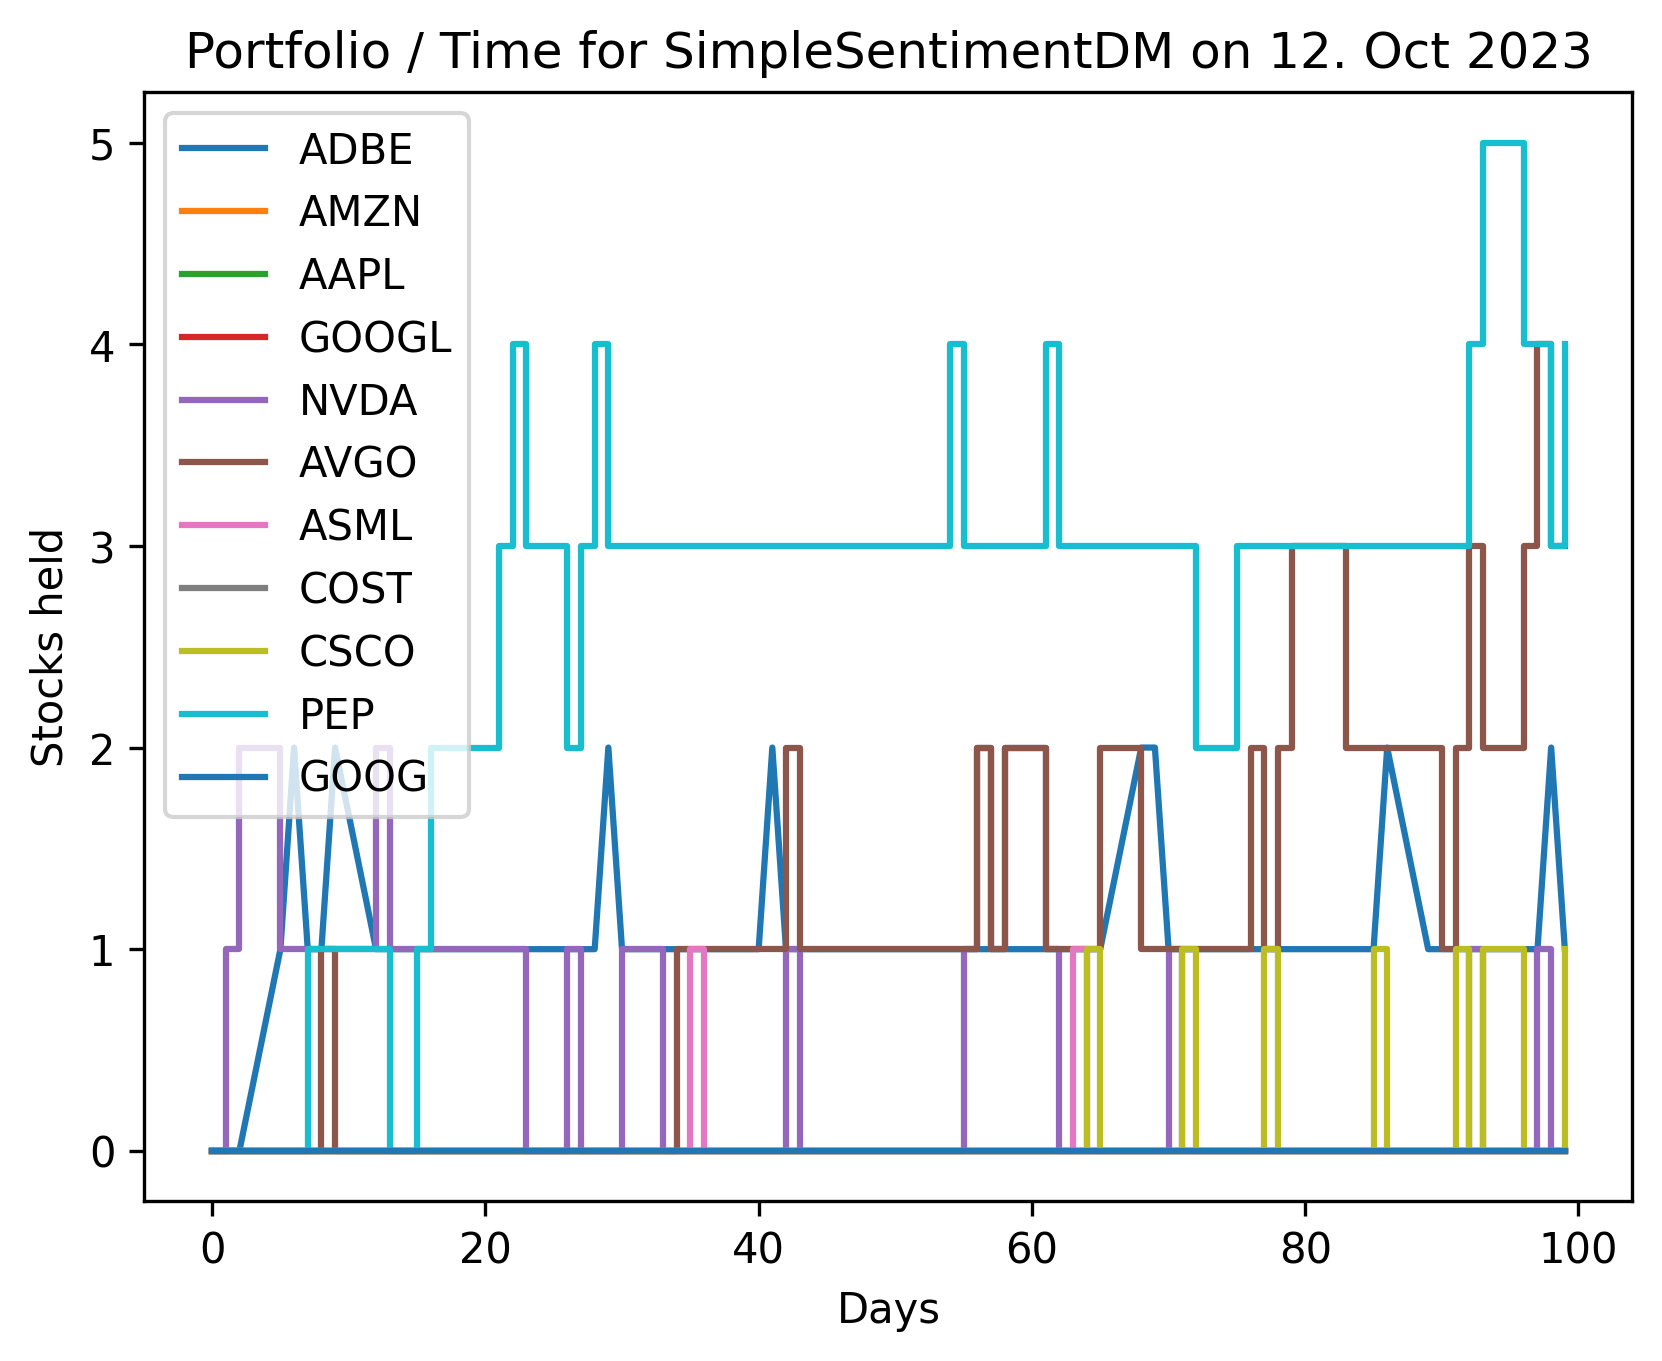 Portfolio / Time for SimpleSentimentDM on 12. Oct 2023
5
4
3
2
1
0
Stocks held
ADBE
AMZN
AAPL
GOOGL
NVDA
AVGO
ASML
COST
CSCO
PEP
GOOG
0 20 40 60 80 100
Days